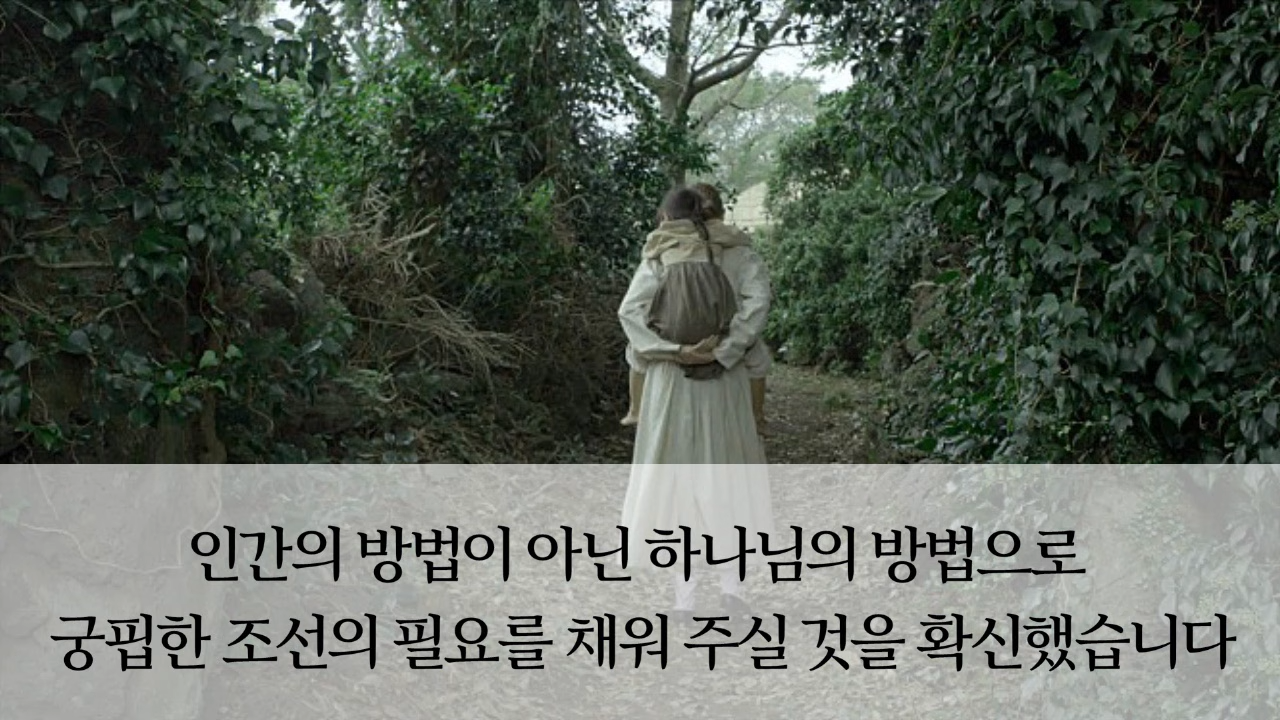 인간의 방법이 아닌 하나님의 방법으로
궁핍한 조선의 필요를 채워 주실 것을 확신했습니다